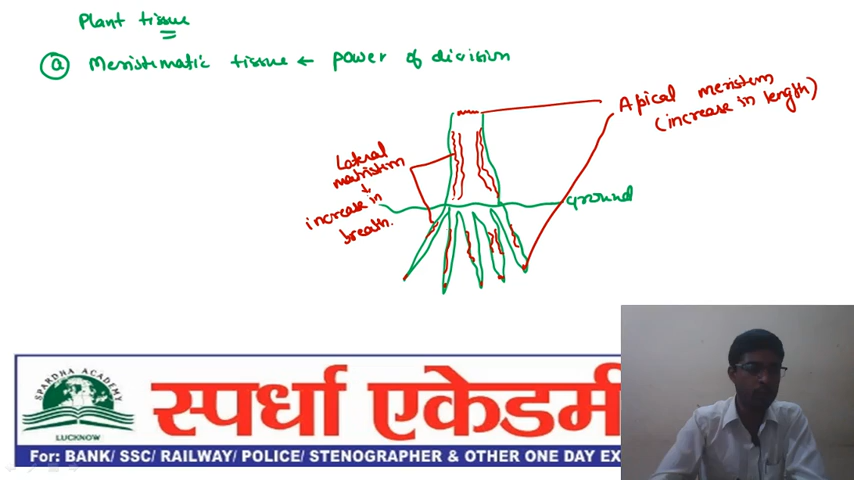 Plant tissue
(a) Meristematic tissue ← power of division
Apical meristem
(increase in length)
Lateral
matristem
↓
increase in
breath.
ground
SPARDHA ACADEMY
LUCKNOW
स्पर्धा एकेडमी
For: BANK/ SSC/ RAILWAY/ POLICE/ STENOGRAPHER & OTHER ONE DAY EX